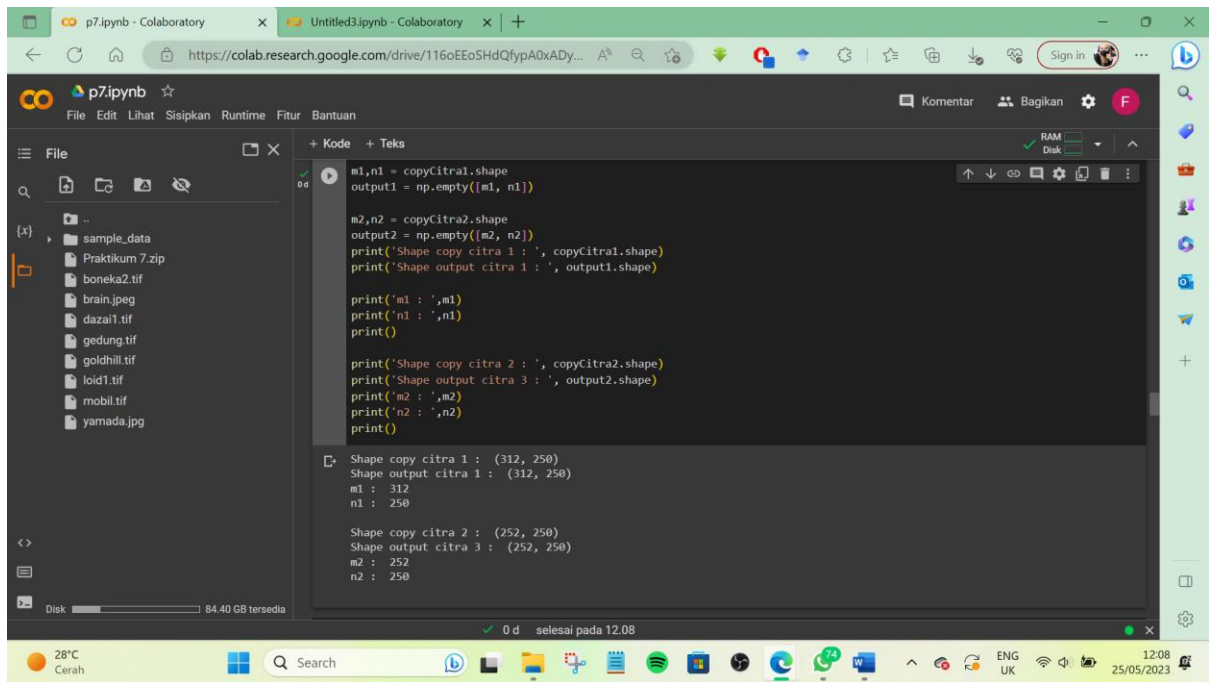 p7.ipynb - Colaboratory
Untitled3.ipynb - Colaboratory
https://colab.research.google.com/drive/116oEEoSHdQfypA0xADy...
Sign in
p7.ipynb
File Edit Lihat Sisipkan Runtime Fitur Bantuan
Komentar
Bagikan
F
File
+ Kode + Teks
RAM
Disk
..
sample_data
Praktikum 7.zip
boneka2.tif
brain.jpeg
dazai1.tif
gedung.tif
goldhill.tif
loid1.tif
mobil.tif
yamada.jpg
Disk
84.40 GB tersedia
0 d
m1,n1 = copyCitra1.shape
output1 = np.empty([m1, n1])
m2,n2 = copyCitra2.shape
output2 = np.empty([m2, n2])
print('Shape copy citra 1 : ', copyCitra1.shape)
print('Shape output citra 1 : ', output1.shape)
print('m1 : ',m1)
print('n1 : ',n1)
print()
print('Shape copy citra 2 : ', copyCitra2.shape)
print('Shape output citra 3 : ', output2.shape)
print('m2 : ',m2)
print('n2 : ',n2)
print()
Shape copy citra 1 :  (312, 250)
Shape output citra 1 :  (312, 250)
m1 :  312
n1 :  250
Shape copy citra 2 :  (252, 250)
Shape output citra 3 :  (252, 250)
m2 :  252
n2 :  250
0 d selesai pada 12.08
28°C
Cerah
Search
74
ENG
UK
12:08
25/05/2023